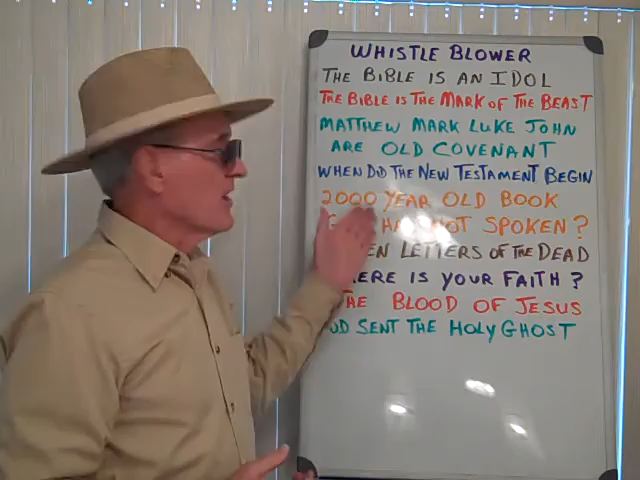 WHISTLE BLOWER
THE BIBLE IS AN IDOL
THE BIBLE IS THE MARK OF THE BEAST
MATTHEW MARK LUKE JOHN
ARE OLD COVENANT
WHEN DID THE NEW TESTAMENT BEGIN
2000 YEAR OLD BOOK
SPOKEN?
LETTERS OF THE DEAD
IS YOUR FAITH?
THE BLOOD OF JESUS
SENT THE HOLY GHOST